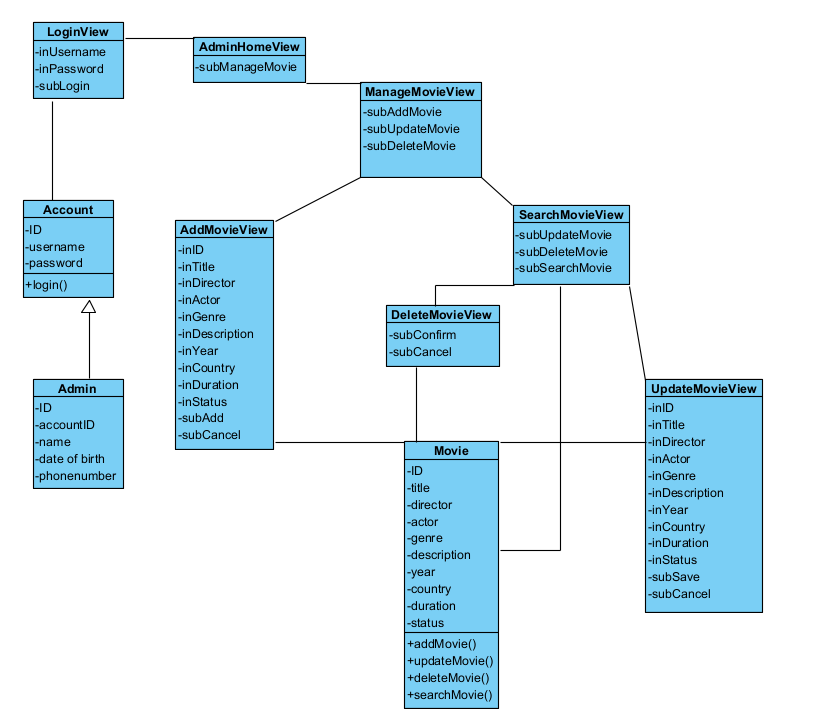 LoginView
-inUsername
-inPassword
-subLogin
AdminHomeView
-subManageMovie
ManageMovieView
-subAddMovie
-subUpdateMovie
-subDeleteMovie
Account
-ID
-username
-password
+login()
AddMovieView
-inID
-inTitle
-inDirector
-inActor
-inGenre
-inDescription
-inYear
-inCountry
-inDuration
-inStatus
-subAdd
-subCancel
SearchMovieView
-subUpdateMovie
-subDeleteMovie
-subSearchMovie
DeleteMovieView
-subConfirm
-subCancel
Admin
-ID
-accountID
-name
-date of birth
-phonenumber
UpdateMovieView
-inID
-inTitle
-inDirector
-inActor
-inGenre
-inDescription
-inYear
-inCountry
-inDuration
-inStatus
-subSave
-subCancel
Movie
-ID
-title
-director
-actor
-genre
-description
-year
-country
-duration
-status
+addMovie()
+updateMovie()
+deleteMovie()
+searchMovie()